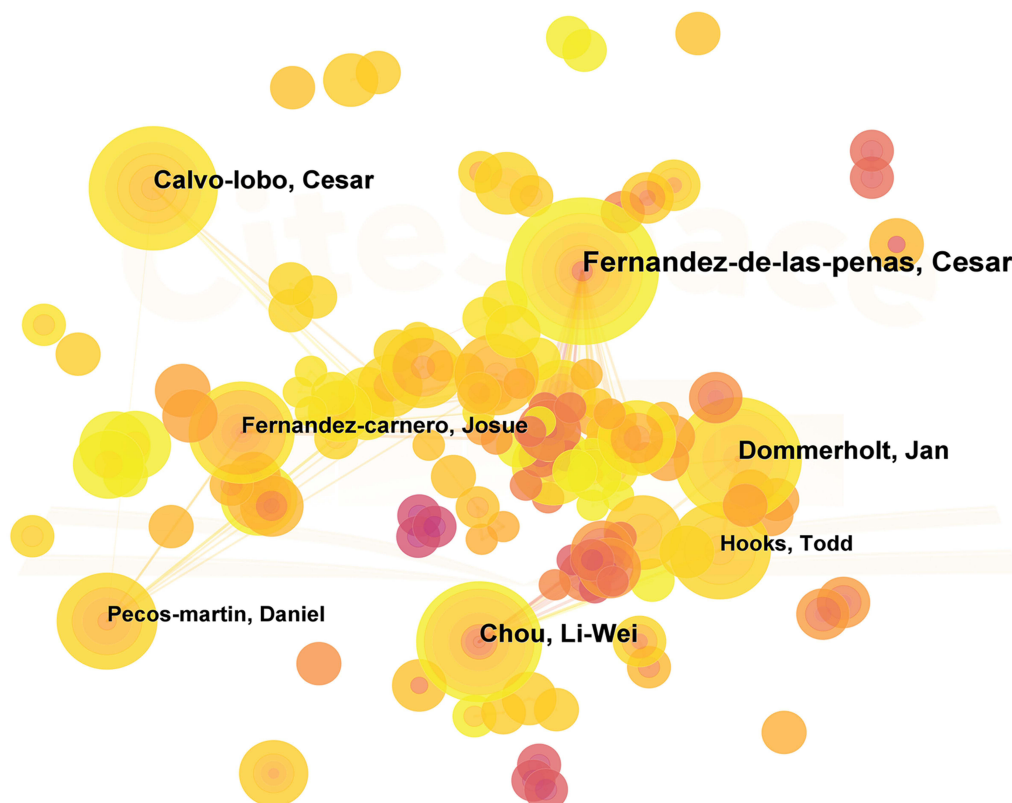 Calvo-lobo, Cesar
CiteSpace
Fernandez-de-las-penas, Cesar
Fernandez-carnero, Josue
Dommerholt, Jan
Hooks, Todd
Pecos-martin, Daniel
Chou, Li-Wei